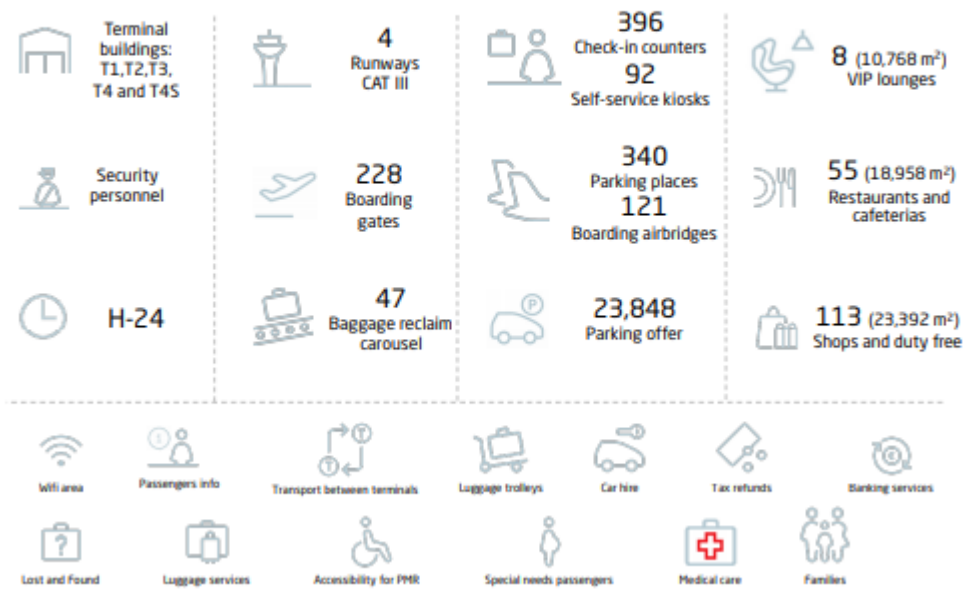 Terminal
buildings:
T1,T2,T3,
T4 and T4S
4
Runways
CAT III
396
Check-in counters
92
Self-service kiosks
8 (10,768 m²)
VIP lounges
Security
personnel
228
Boarding
gates
340
Parking places
121
Boarding airbridges
55 (18,958 m²)
Restaurants and
cafeterias
H-24
47
Baggage reclaim
carousel
P
23,848
Parking offer
113 (23,392 m²)
Shops and duty free
Wifi area
Passengers info
T
T
Transport between terminals
Luggage trolleys
Car hire
Tax refunds
€
Banking services
?
Lost and Found
Luggage services
Accessibility for PMR
Special needs passengers
Medical care
Families